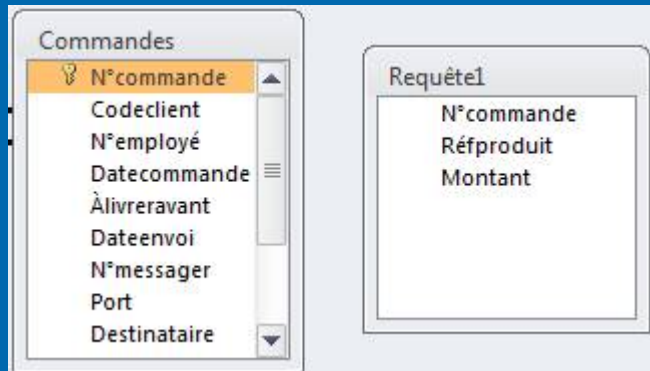 Commandes
N°commande
Codeclient
N°employé
Datecommande
Àlivreravant
Dateenvoi
N°messager
Port
Destinataire
Requête1
N°commande
Réfproduit
Montant